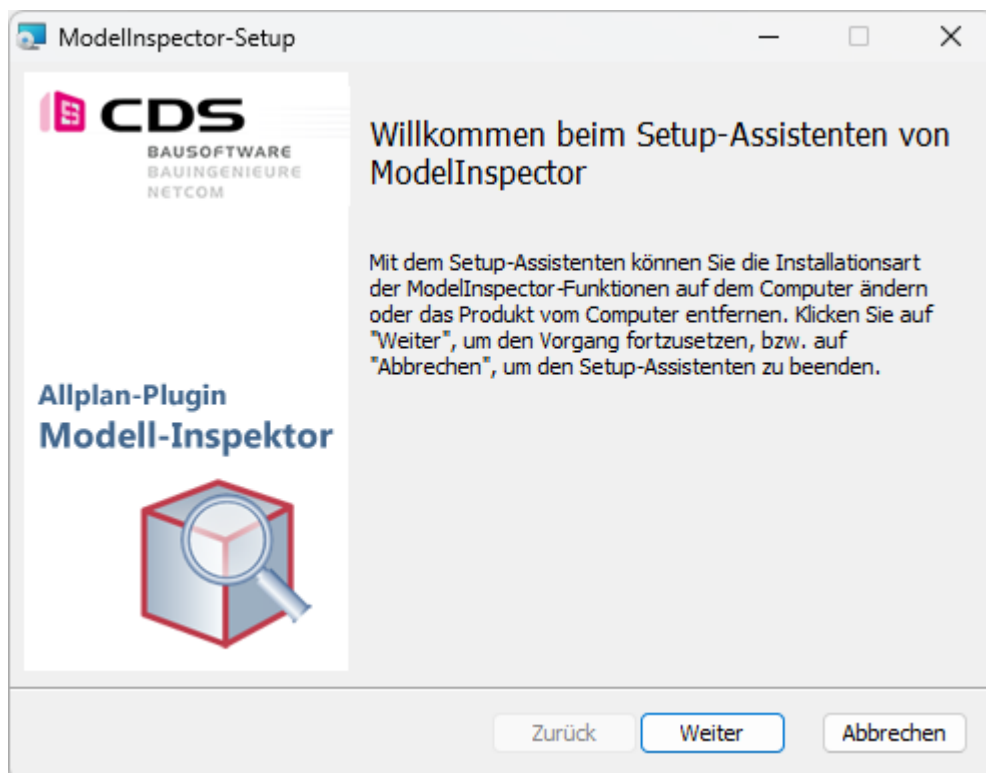 ModelInspector-Setup
CDS
BAUSOFTWARE
BAUINGENIEURE
NETCOM
Allplan-Plugin
Modell-Inspektor
Willkommen beim Setup-Assistenten von
ModelInspector
Mit dem Setup-Assistenten können Sie die Installationsart
der ModelInspector-Funktionen auf dem Computer ändern
oder das Produkt vom Computer entfernen. Klicken Sie auf
"Weiter", um den Vorgang fortzusetzen, bzw. auf
"Abbrechen", um den Setup-Assistenten zu beenden.
Zurück
Weiter
Abbrechen